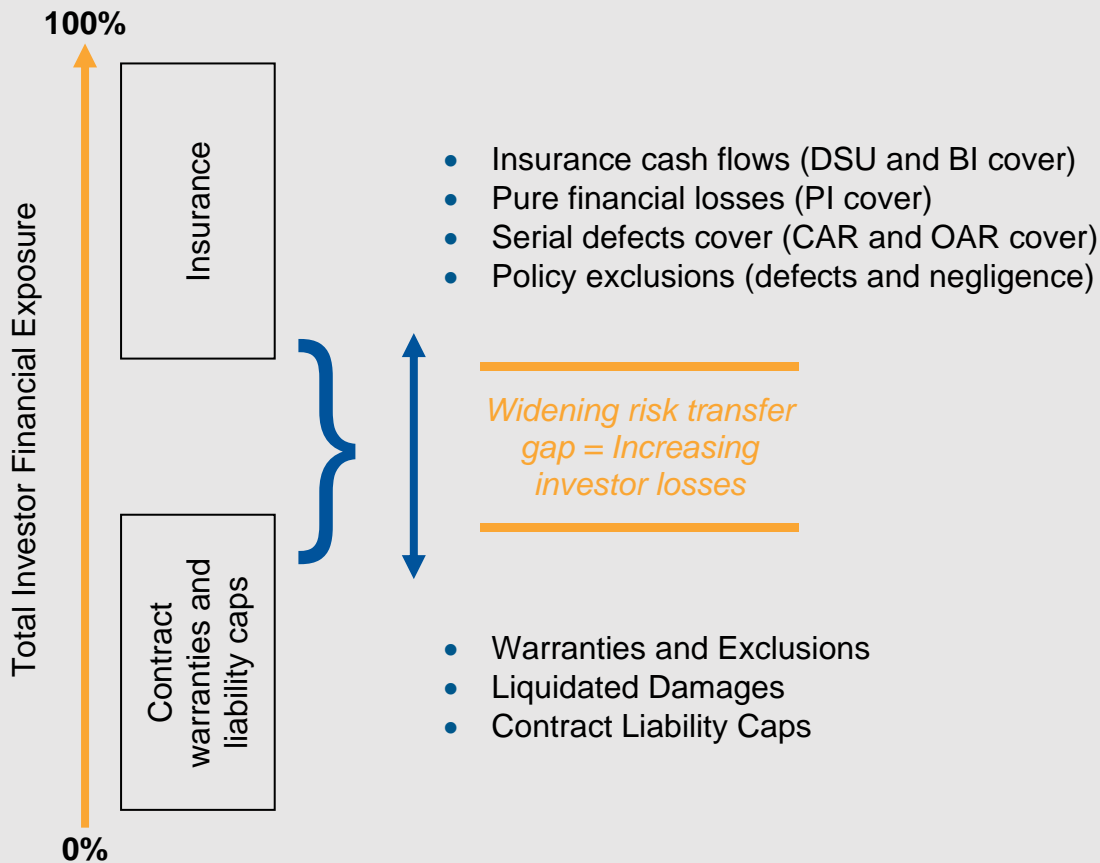 100%
Total Investor Financial Exposure
Insurance
• Insurance cash flows (DSU and BI cover)
• Pure financial losses (PI cover)
• Serial defects cover (CAR and OAR cover)
• Policy exclusions (defects and negligence)
Widening risk transfer
gap = Increasing
investor losses
Contract
warranties and
liability caps
• Warranties and Exclusions
• Liquidated Damages
• Contract Liability Caps
0%